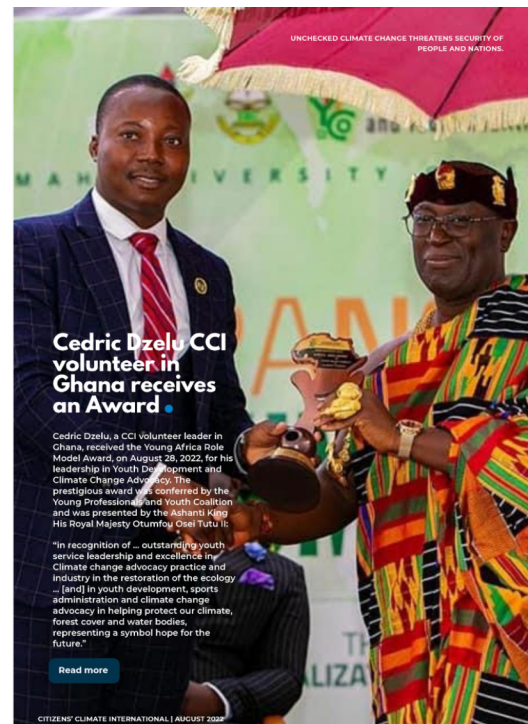 UNCHECKED CLIMATE CHANGE THREATENS SECURITY OF
PEOPLE AND NATIONS.
MAH VERSITY
Cedric Dzelu CCI
volunteer in
Ghana receives
an Award
Cedric Dzelu, a CCI volunteer leader in
Ghana, received the Young Africa Role
Model Award, on August 28, 2022, for his
leadership in Youth Development and
Climate Change Advocacy. The
prestigious award was conferred by the
Young Professionals and Youth Coalition
and was presented by the Ashanti King
His Royal Majesty Otumfou Osei Tutu II:
“in recognition of ... outstanding youth
service leadership and excellence in
Climate change advocacy practice and
industry in the restoration of the ecology
... [and] in youth development, sports
administration and climate change
advocacy in helping protect our climate,
forest cover and water bodies,
representing a symbol hope for the
future.”
Read more
CITIZENS’ CLIMATE INTERNATIONAL | AUGUST 2022